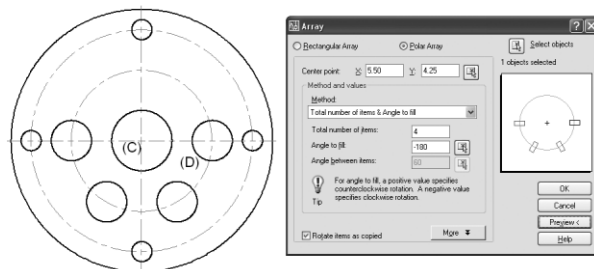 (C)
(D)
Array
Rectangular Array
Polar Array
Select objects
Center point: X: 5.50 Y: 4.25
1 objects selected
Method and values
Method:
Total number of items & Angle to fill
Total number of items: 4
Angle to fill: -180
Angle between items: 60
For angle to fill, a positive value specifies
counterclockwise rotation. A negative value
specifies clockwise rotation.
Tip
Rotate items as copied
More
OK
Cancel
Preview <
Help